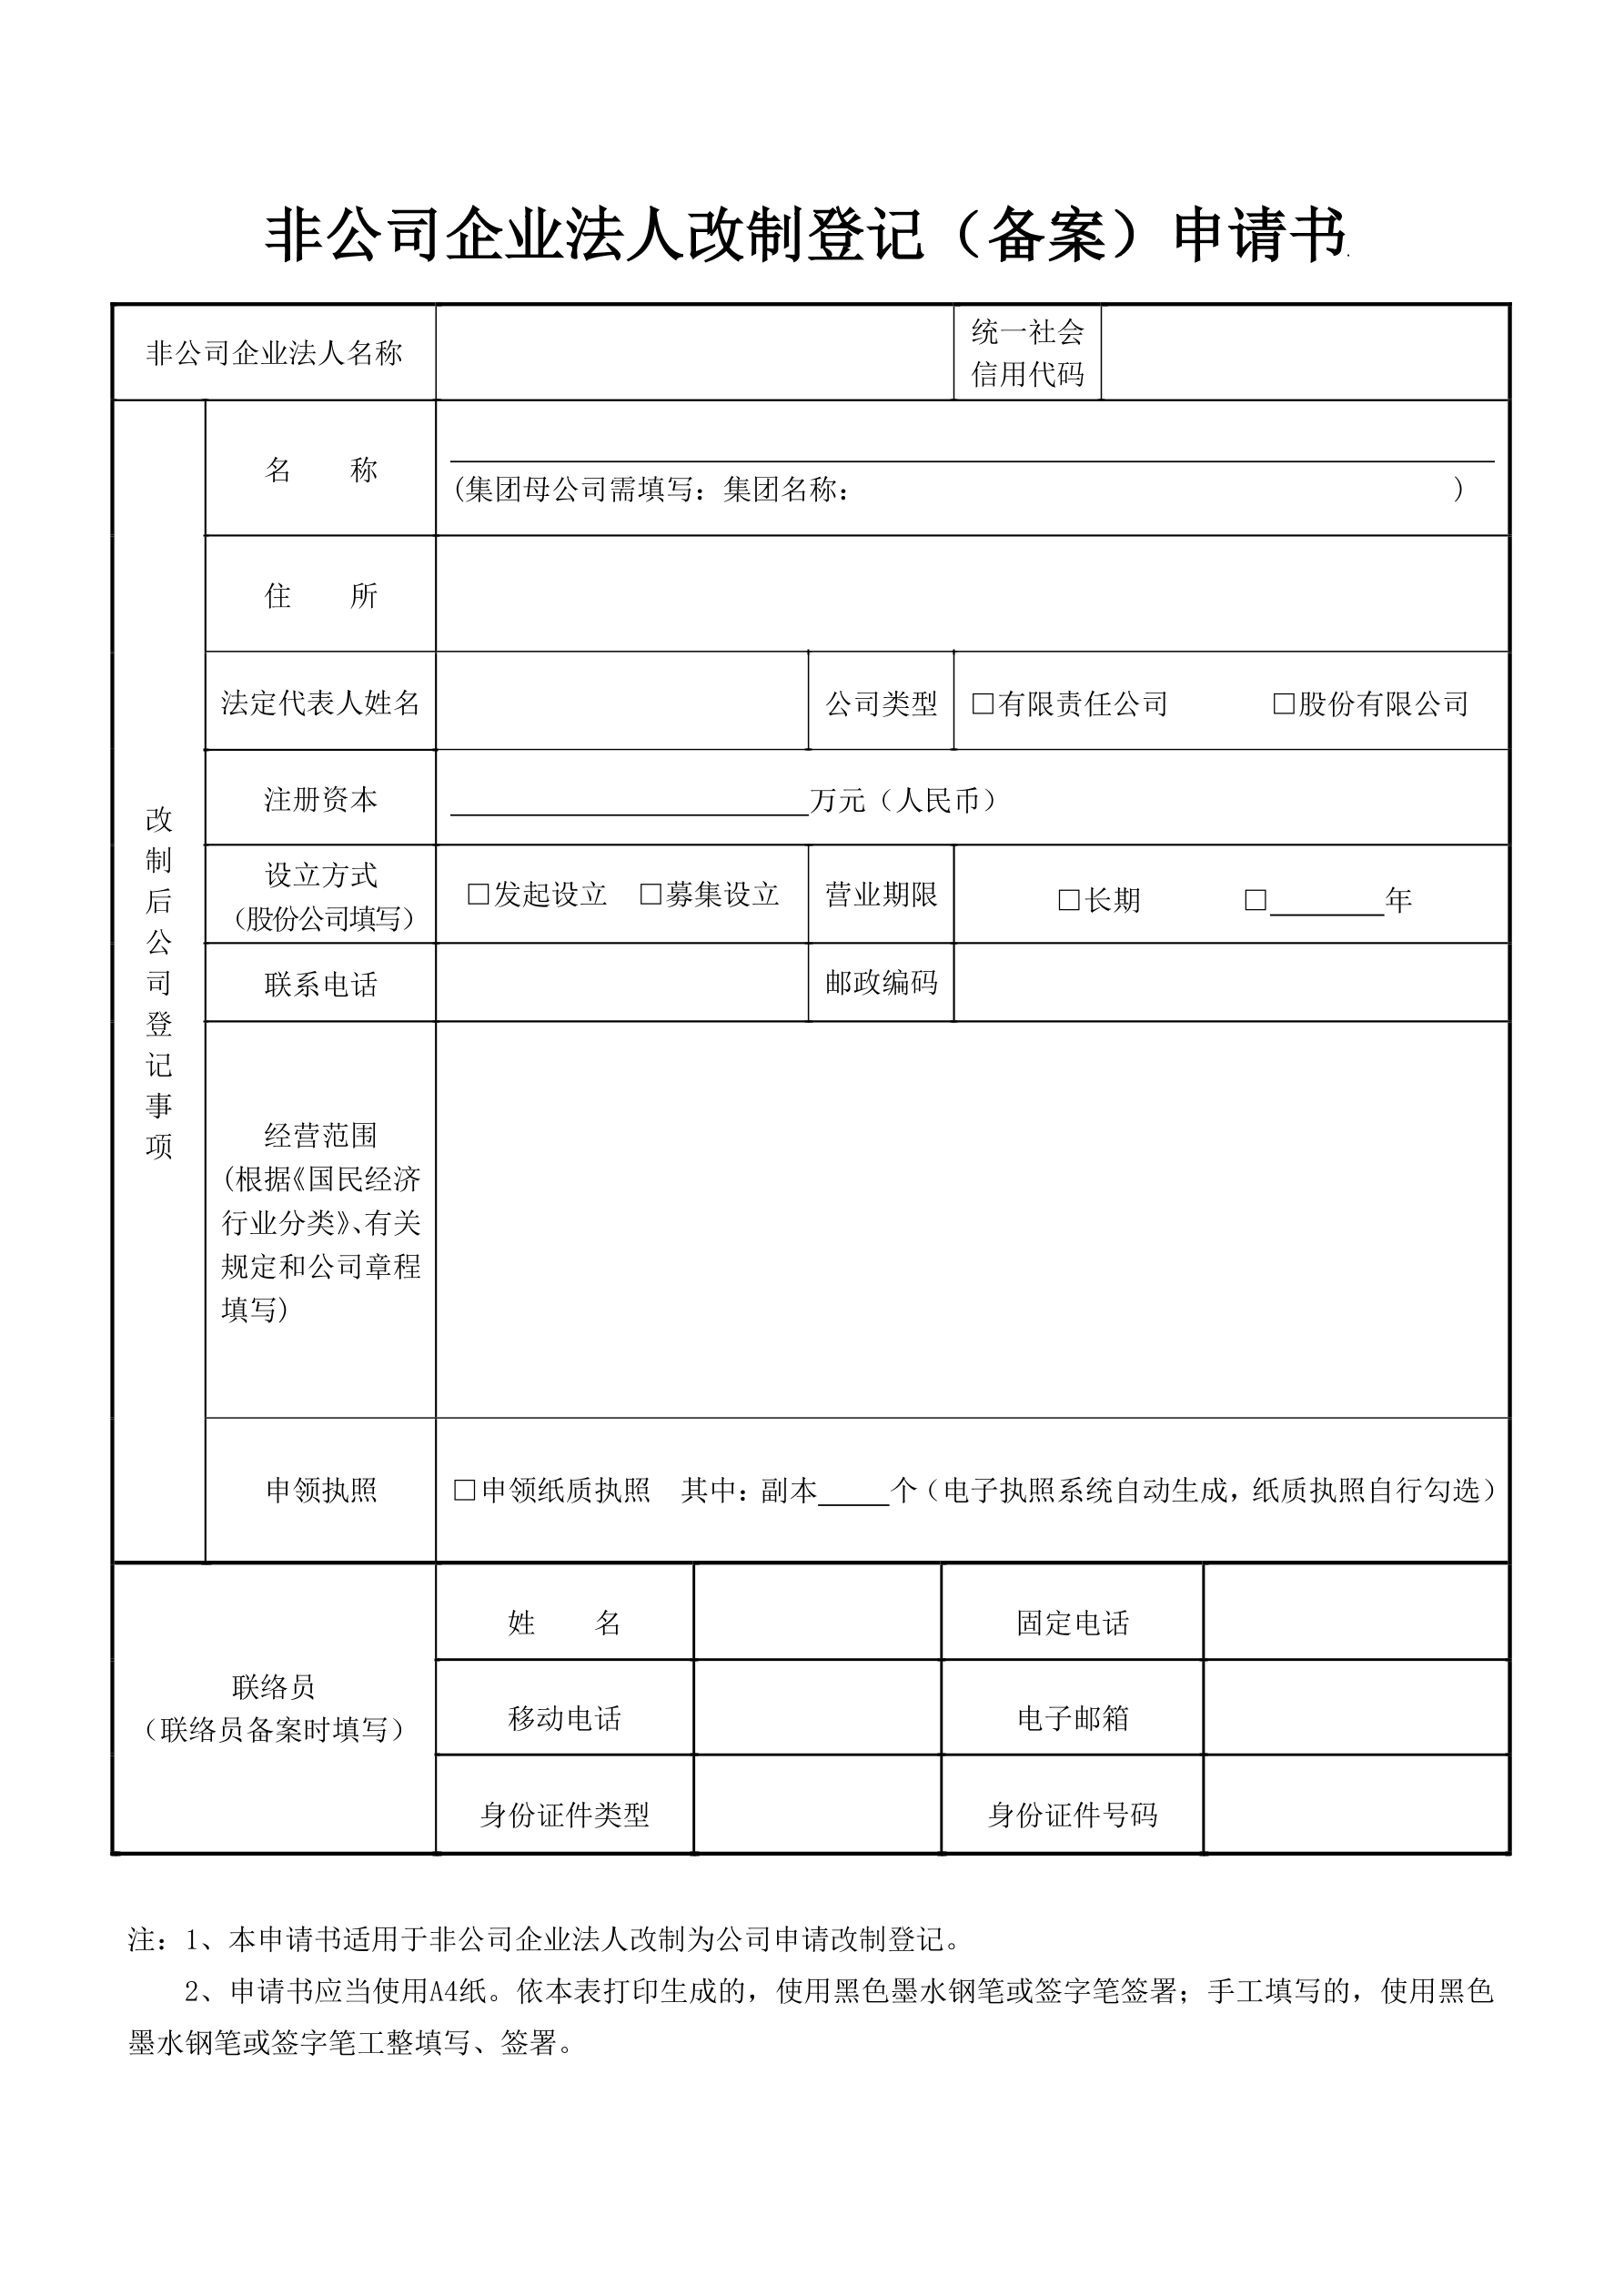 非公司企业法人改制登记（备案）申请书
非公司企业法人名称
统一社会
信用代码
改制后公司登记事项
名　　称
(集团母公司需填写：集团名称：　　　　　　)
住　　所
法定代表人姓名
公司类型
□有限责任公司　　□股份有限公司
注册资本
____________万元（人民币）
设立方式
（股份公司填写）
□发起设立　□募集设立
营业期限
□长期　　□________年
联系电话
邮政编码
经营范围
（根据《国民经济
行业分类》、有关
规定和公司章程
填写）
申领执照
□申领纸质执照　其中：副本_____个（电子执照系统自动生成，纸质执照自行勾选）
联络员
（联络员备案时填写）
姓　　名
固定电话
移动电话
电子邮箱
身份证件类型
身份证件号码
注：1、本申请书适用于非公司企业法人改制为公司申请改制登记。
2、申请书应当使用A4纸。依本表打印生成的，使用黑色墨水钢笔或签字笔签署；手工填写的，使用黑色
墨水钢笔或签字笔工整填写、签署。